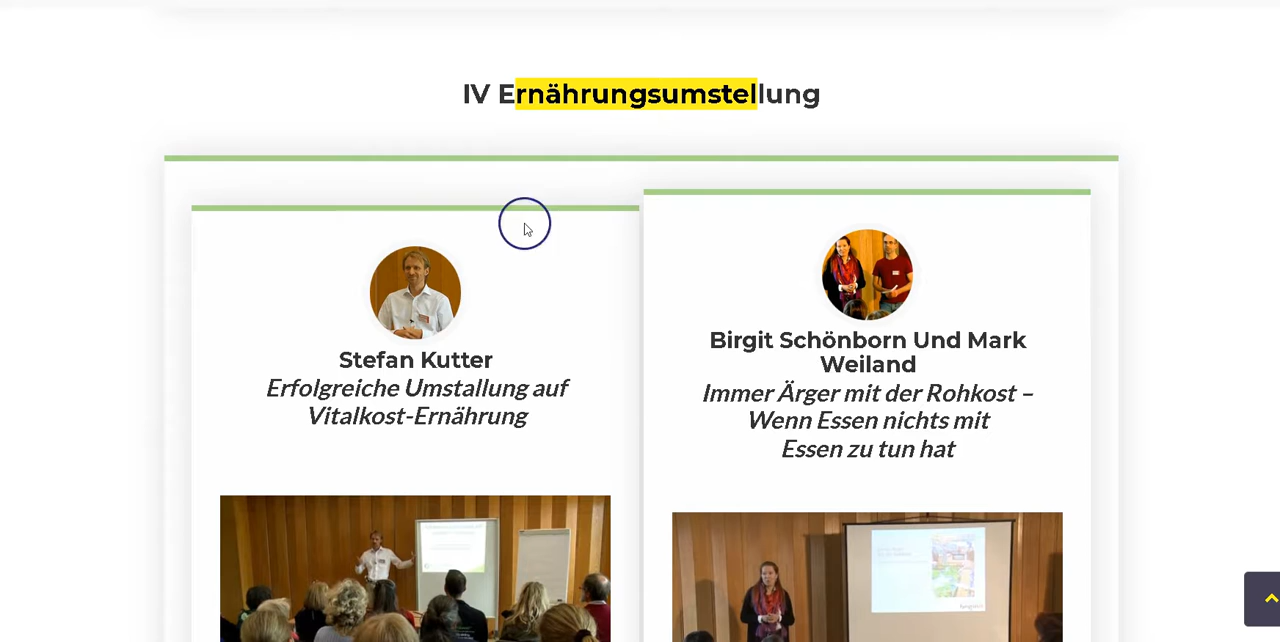 IV Ernährungsumstellung
Stefan Kutter
Erfolgreiche Umstallung auf
Vitalkost-Ernährung
Birgit Schönborn Und Mark
Weiland
Immer Ärger mit der Rohkost –
Wenn Essen nichts mit
Essen zu tun hat